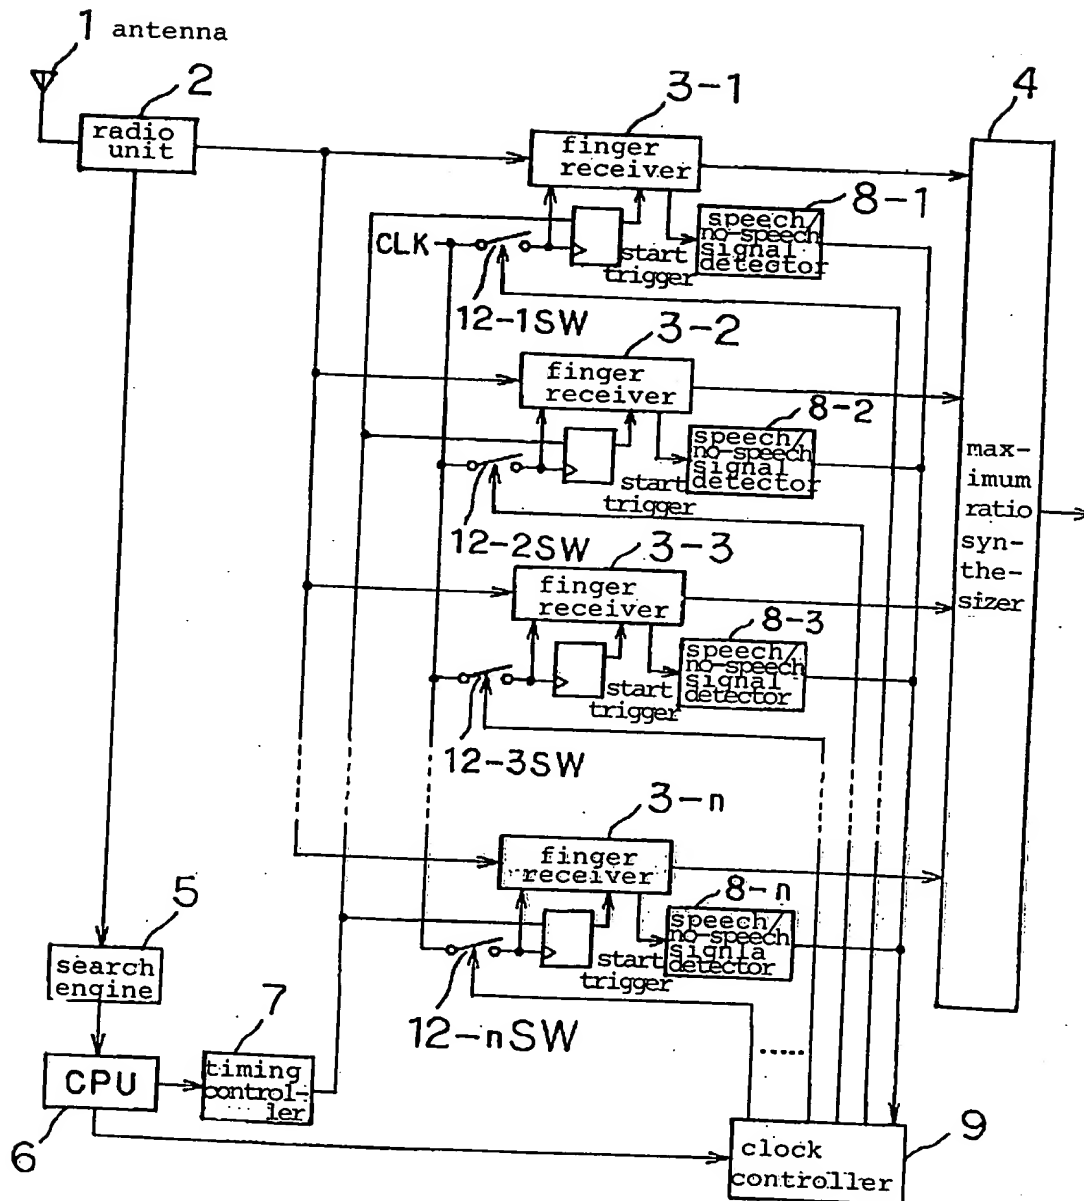 1 antenna
2
radio
unit
3-1
finger
receiver
4
8-1
speech/
no-speech
signal
detector
CLK
start
trigger
12-1SW
3-2
finger
receiver
8-2
speech/
no-speech
signal
detector
start
trigger
12-2SW
max-
imum
ratio
syn-
the-
sizer
3-3
finger
receiver
8-3
speech/
no-speech
signal
detector
start
trigger
12-3SW
3-n
finger
receiver
8-n
speech/
no-speech
signla
detector
start
trigger
12-nSW
5
search
engine
7
timing
control-
ler
CPU
6
.....
clock
controller
9